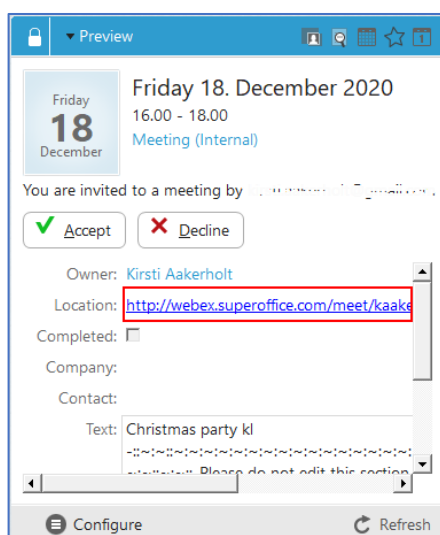 Preview
1
Friday
18
December
Friday 18. December 2020
16.00 - 18.00
Meeting (Internal)
You are invited to a meeting by
Accept
Decline
Owner: Kirsti Aakerholt
Location: http://webex.superoffice.com/meet/kaake
Completed:
Company:
Contact:
Text: Christmas party kl
-::~:~::~:~:~:~:~:~:~:~:~:~:~:~:~:~:~:~:
Please do not edit this section
Configure
Refresh